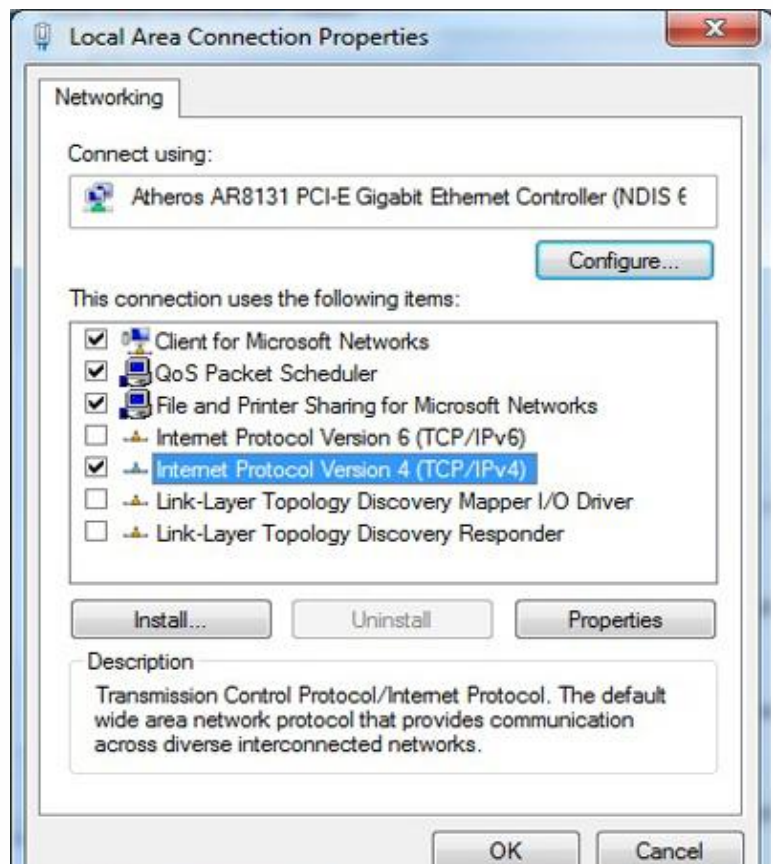 Local Area Connection Properties
Networking
Connect using:
Atheros AR8131 PCI-E Gigabit Ethernet Controller (NDIS 6
Configure...
This connection uses the following items:
Client for Microsoft Networks
QoS Packet Scheduler
File and Printer Sharing for Microsoft Networks
Internet Protocol Version 6 (TCP/IPv6)
Internet Protocol Version 4 (TCP/IPv4)
Link-Layer Topology Discovery Mapper I/O Driver
Link-Layer Topology Discovery Responder
Install...
Uninstall
Properties
Description
Transmission Control Protocol/Internet Protocol. The default
wide area network protocol that provides communication
across diverse interconnected networks.
OK
Cancel